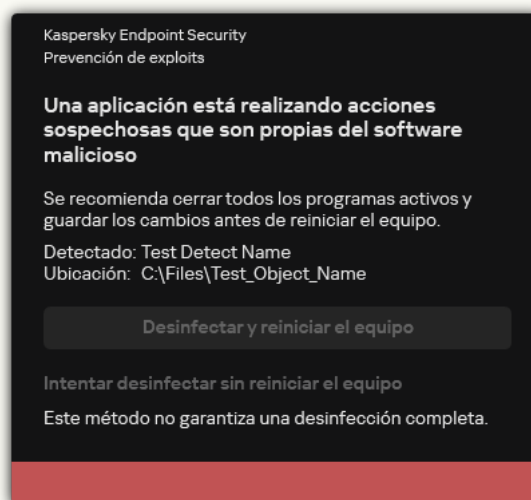 Kaspersky Endpoint Security
Prevención de exploits
Una aplicación está realizando acciones
sospechosas que son propias del software
malicioso
Se recomienda cerrar todos los programas activos y
guardar los cambios antes de reiniciar el equipo.
Detectado: Test Detect Name
Ubicación: C:\Files\Test_Object_Name
Desinfectar y reiniciar el equipo
Intentar desinfectar sin reiniciar el equipo
Este método no garantiza una desinfección completa.